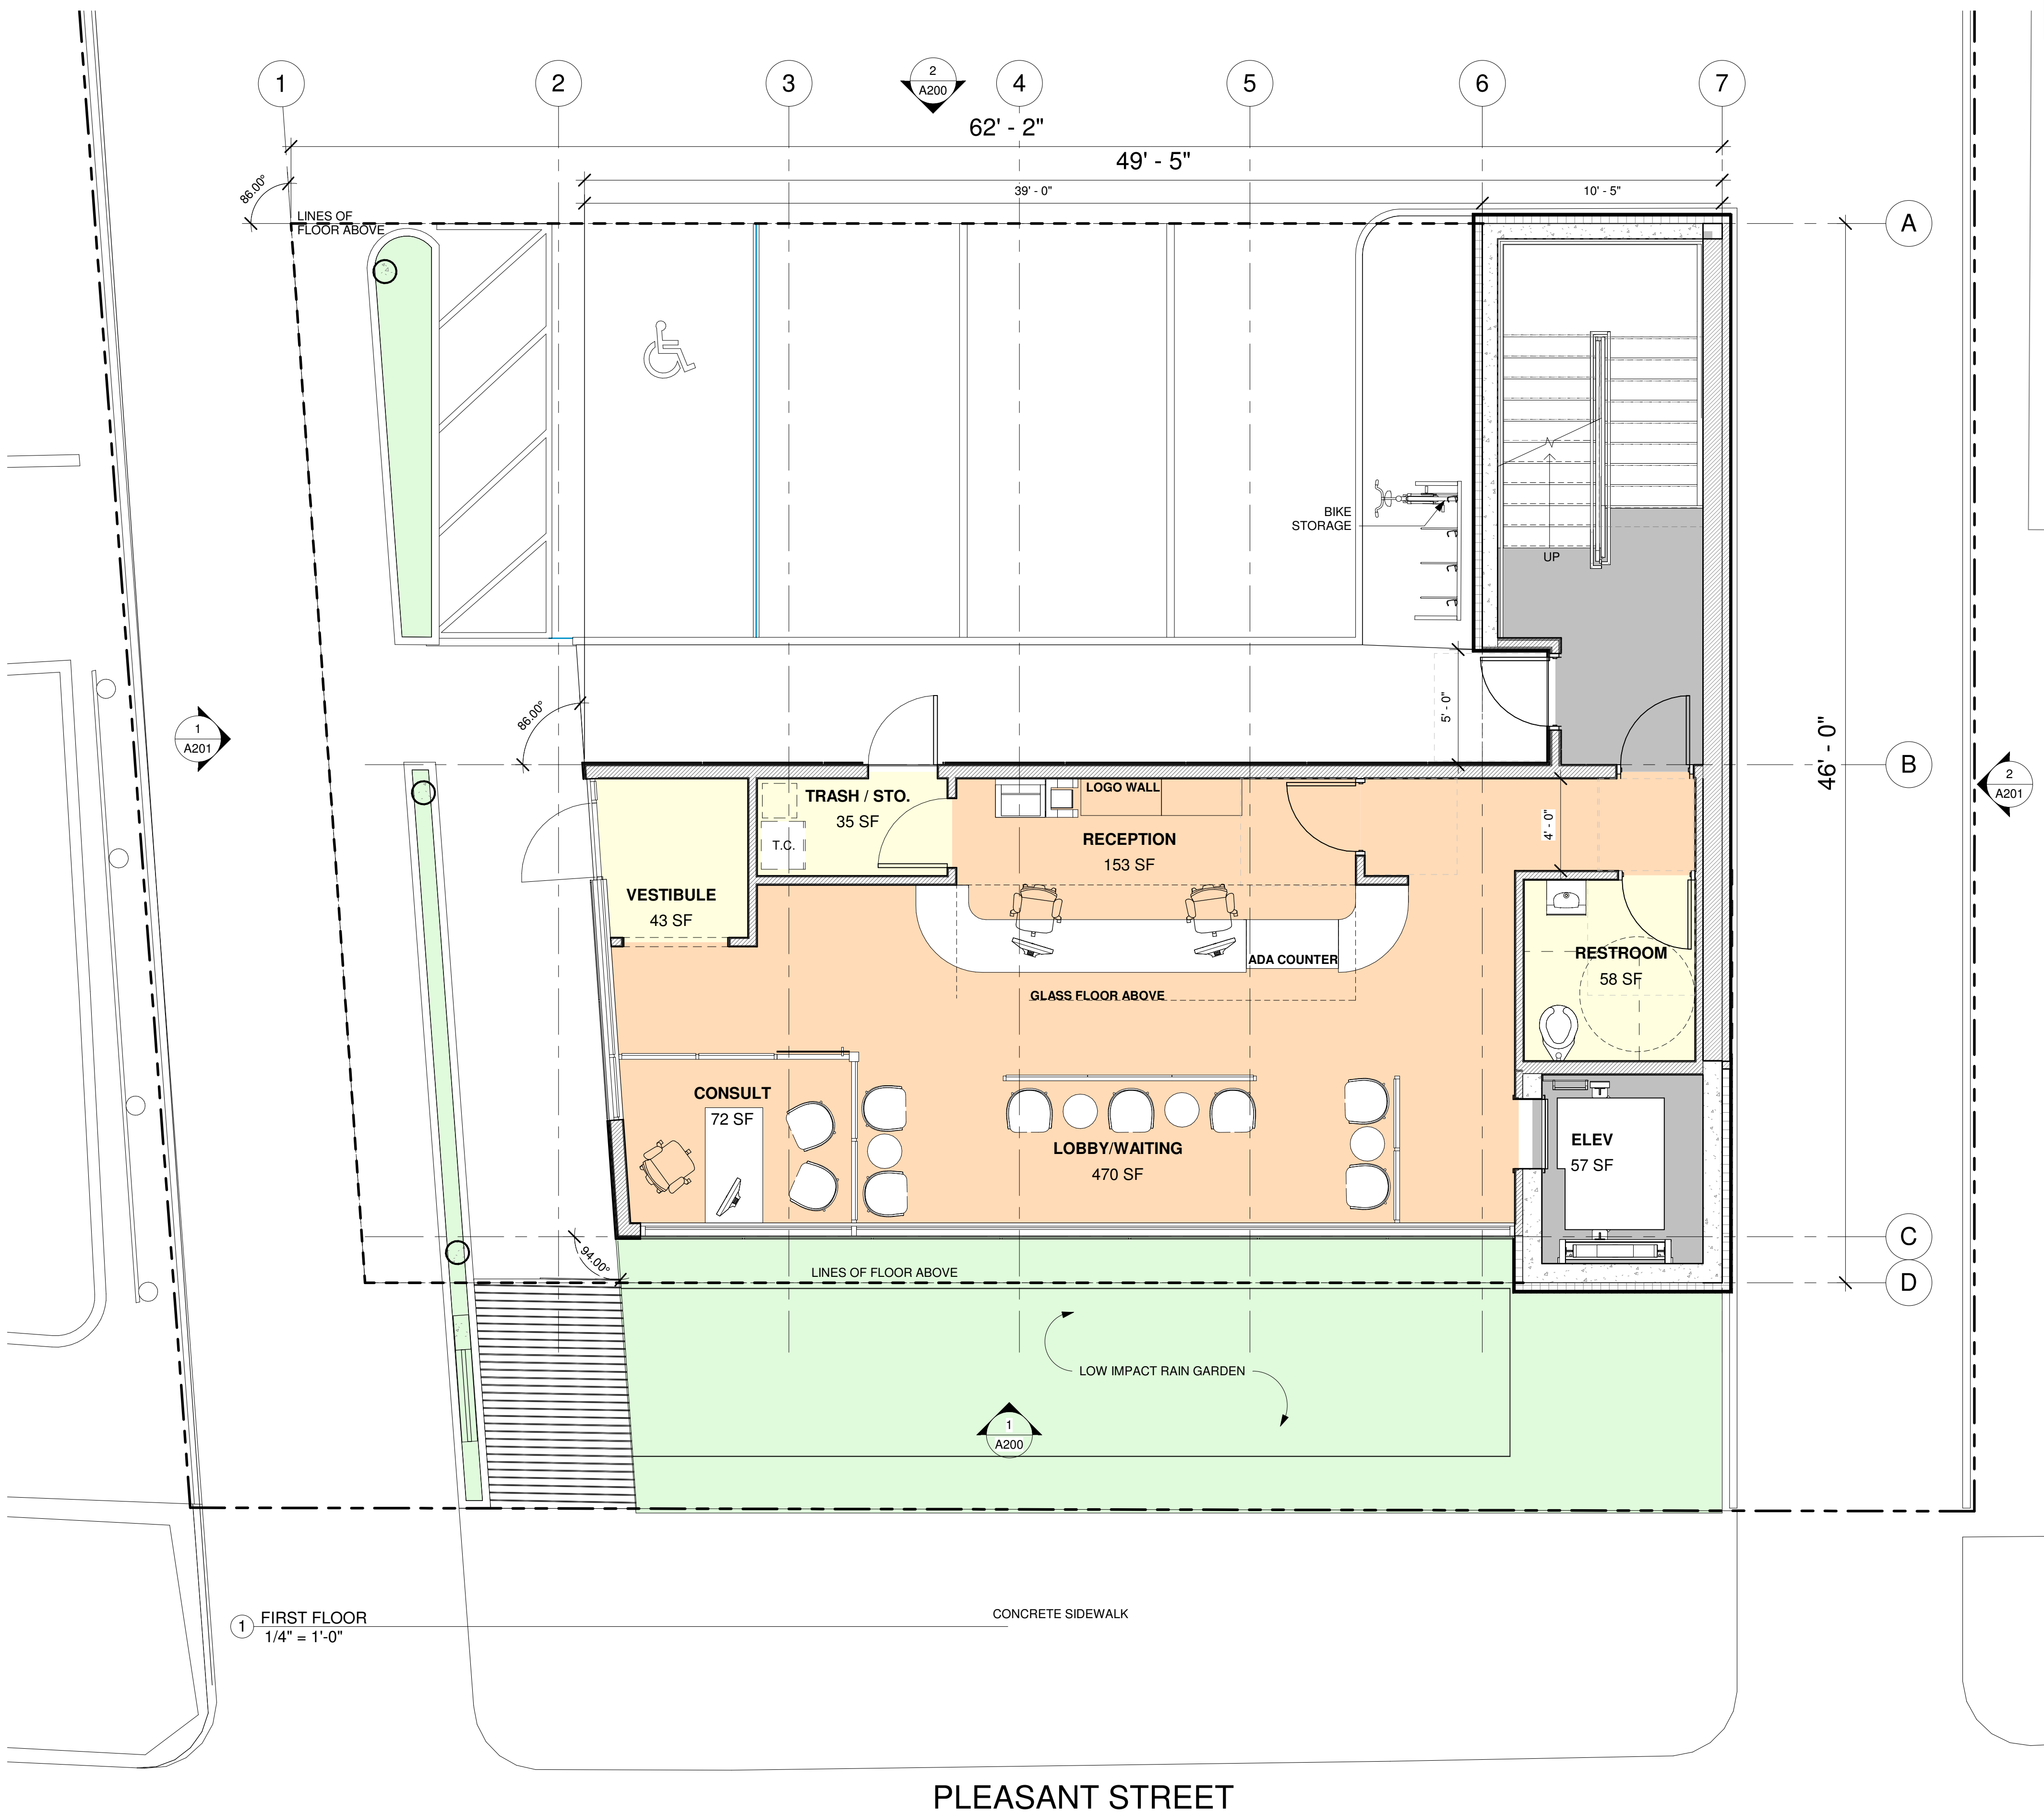 1
2
3
2
A200
4
5
6
7
62' - 2"
49' - 5"
39' - 0"
10' - 5"
86.00°
LINES OF
FLOOR ABOVE
A
BIKE
STORAGE
UP
86.00°
5' - 0"
1
A201
46' - 0"
B
2
A201
TRASH / STO.
35 SF
T.C.
LOGO WALL
RECEPTION
153 SF
4' - 0"
VESTIBULE
43 SF
ADA COUNTER
RESTROOM
58 SF
GLASS FLOOR ABOVE
CONSULT
72 SF
LOBBY/WAITING
470 SF
ELEV
57 SF
C
94.00°
LINES OF FLOOR ABOVE
D
LOW IMPACT RAIN GARDEN
1
A200
1
FIRST FLOOR
1/4" = 1'-0"
CONCRETE SIDEWALK
PLEASANT STREET